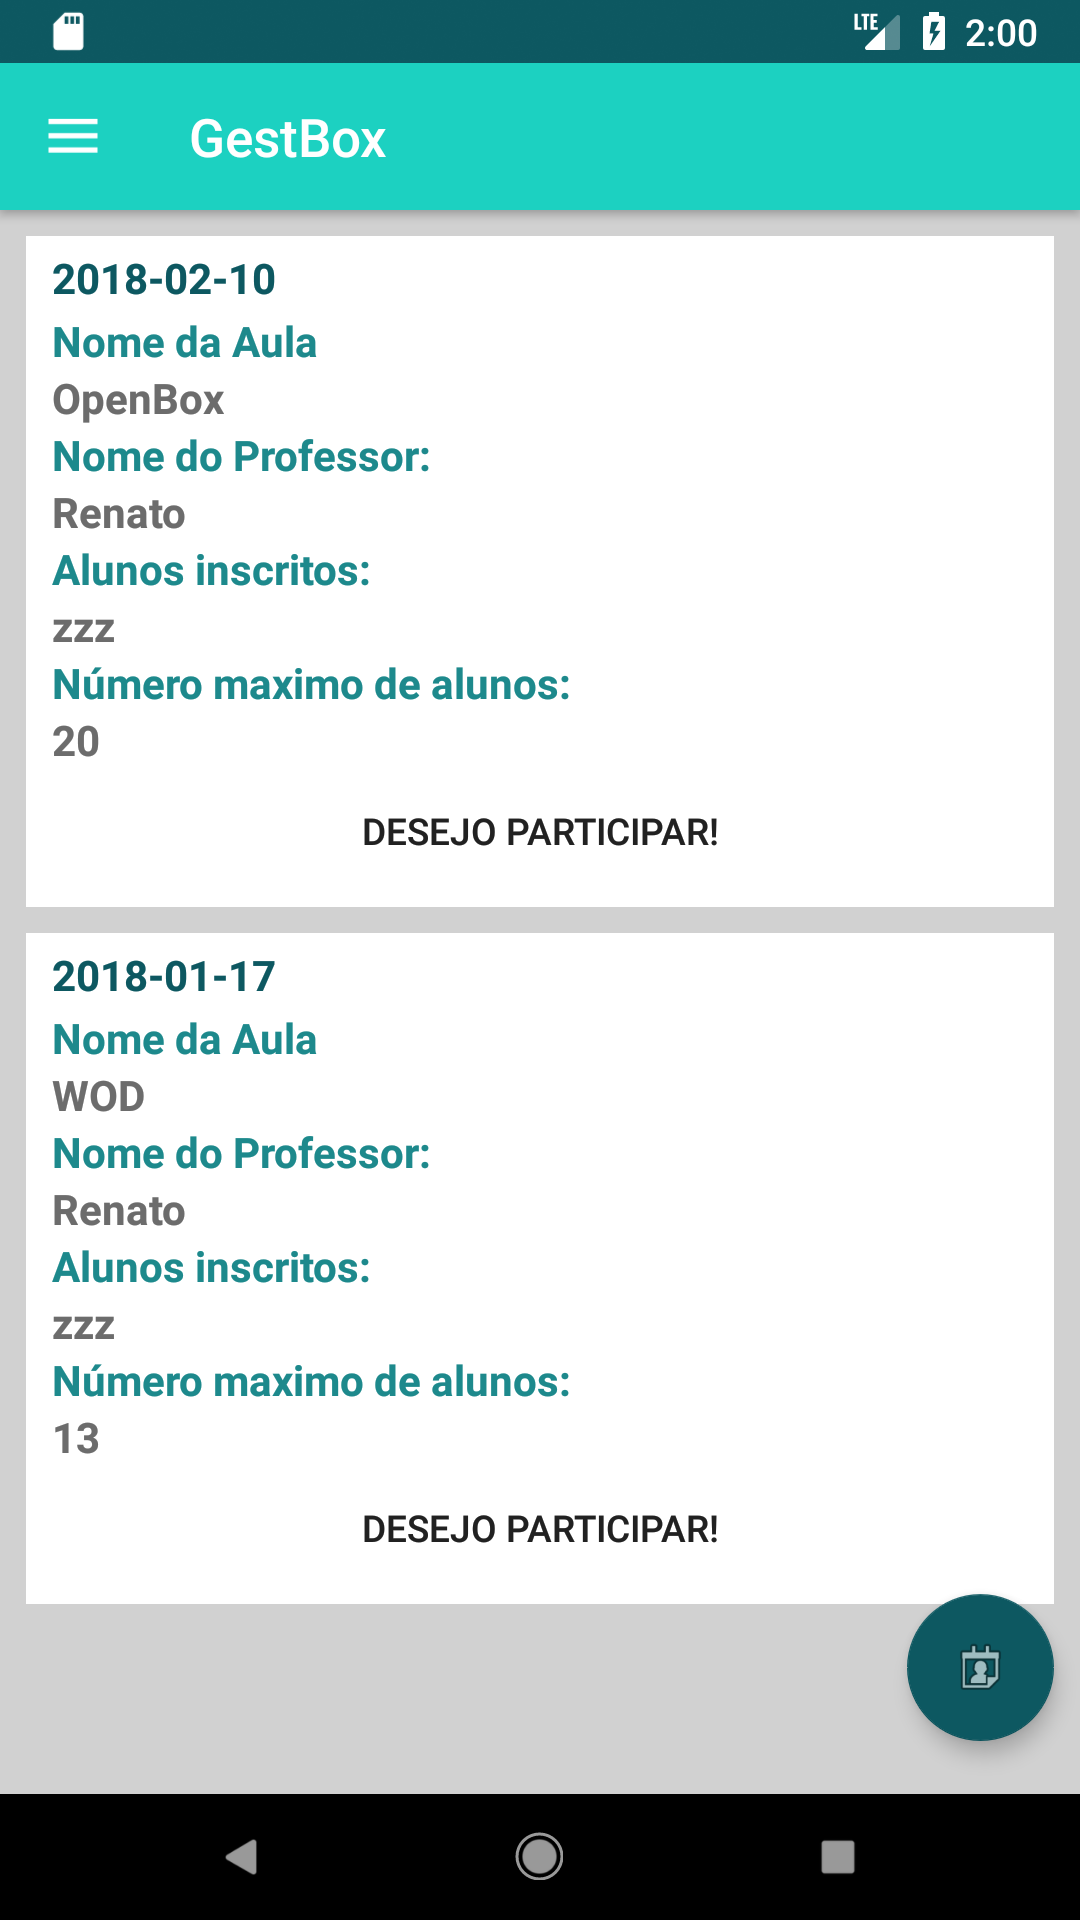 LTE 2:00
GestBox
2018-02-10
Nome da Aula
OpenBox
Nome do Professor:
Renato
Alunos inscritos:
zzz
Número maximo de alunos:
20
DESEJO PARTICIPAR!
2018-01-17
Nome da Aula
WOD
Nome do Professor:
Renato
Alunos inscritos:
zzz
Número maximo de alunos:
13
DESEJO PARTICIPAR!